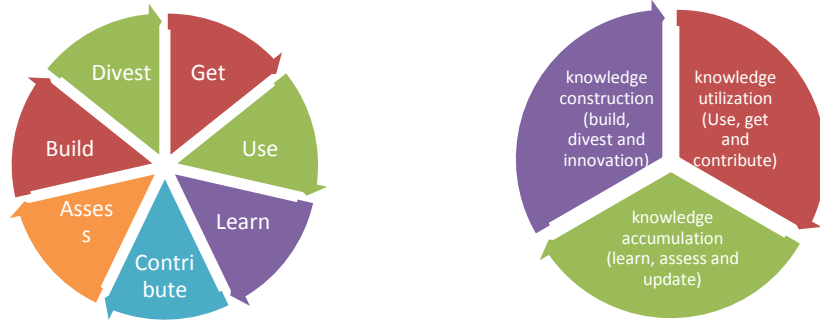 Divest
Get
Build
Use
Asses
s
Learn
Contri
bute
knowledge
construction
(build,
divest and
innovation)
knowledge
utilization
(Use, get
and
contribute)
knowledge
accumulation
(learn, assess and
update)